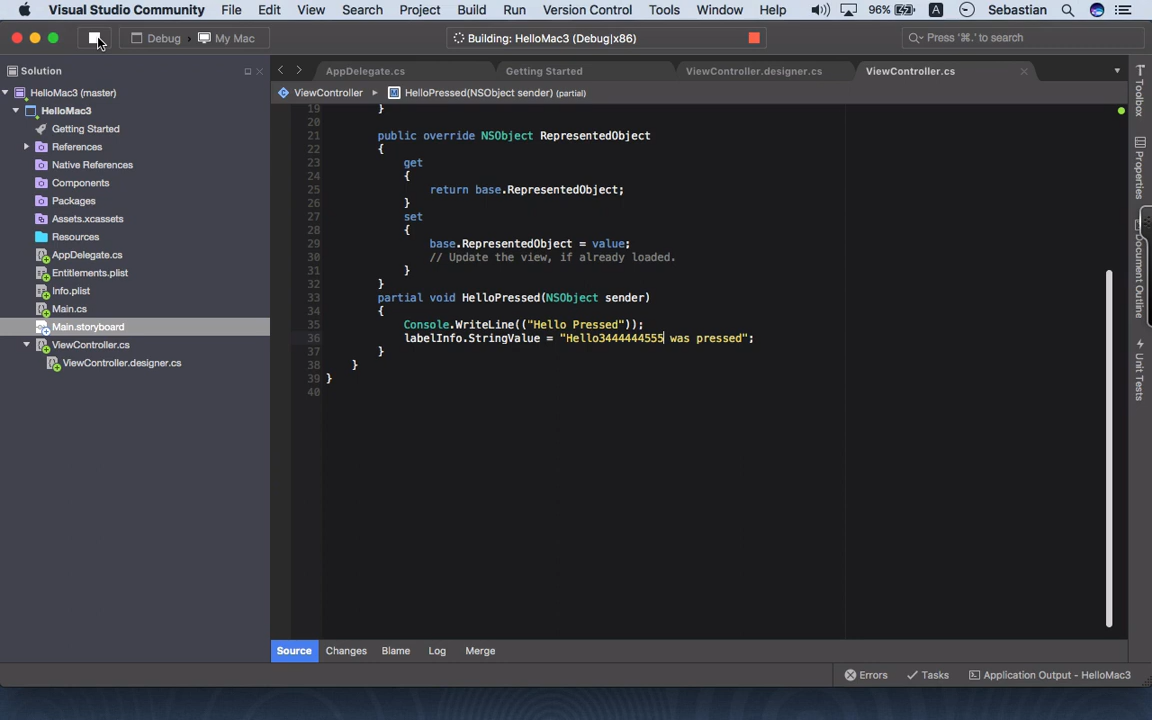 Visual Studio Community File Edit View Search Project Build Run Version Control Tools Window Help 96% A Sebastian
Debug My Mac Building: HelloMac3 (Debug|x86) Press '⌘.' to search
Solution
AppDelegate.cs Getting Started ViewController.designer.cs ViewController.cs
HelloMac3 (master)
HelloMac3
Getting Started
References
Native References
Components
Packages
Assets.xcassets
Resources
AppDelegate.cs
Entitlements.plist
Info.plist
Main.cs
Main.storyboard
ViewController.cs
ViewController.designer.cs
ViewController M HelloPressed(NSObject sender) (partial)
19 }
20
21 public override NSObject RepresentedObject
22 {
23 get
24 {
25 return base.RepresentedObject;
26 }
27 set
28 {
29 base.RepresentedObject = value;
30 // Update the view, if already loaded.
31 }
32 }
33 partial void HelloPressed(NSObject sender)
34 {
35 Console.WriteLine(("Hello Pressed"));
36 labelInfo.StringValue = "Hello3444444555 was pressed";
37 }
38 }
39 }
40
Toolbox
Properties
Document Outline
Unit Tests
Source Changes Blame Log Merge
Errors Tasks Application Output - HelloMac3